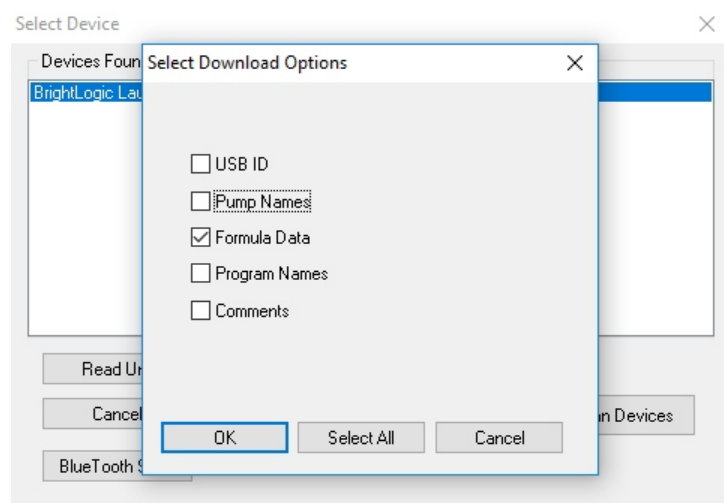 Select Device
Devices Foun
Select Download Options
BrightLogic Lau
USB ID
Pump Names
Formula Data
Program Names
Comments
Read Un
Cancel
n Devices
OK
Select All
Cancel
BlueTooth S